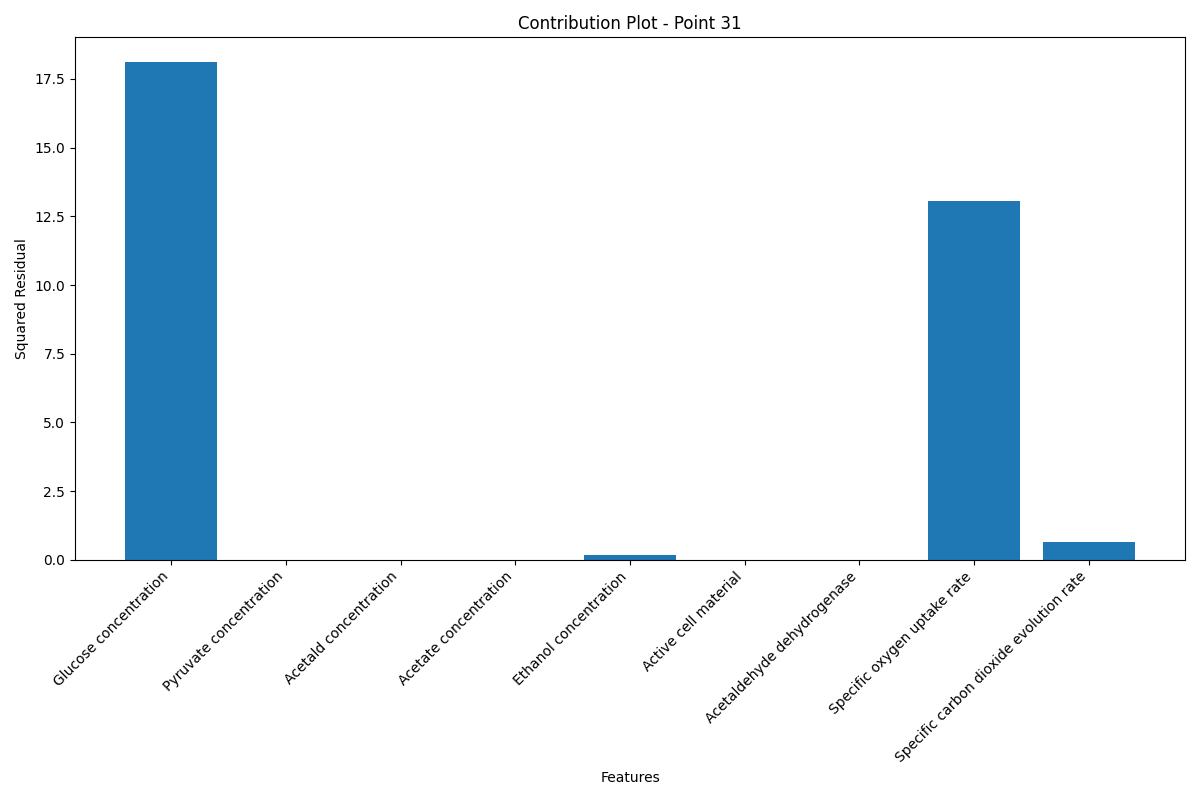 Contribution Plot - Point 31
Squared Residual
17.5
15.0
12.5
10.0
7.5
5.0
2.5
0.0
Glucose concentration
Pyruvate concentration
Acetald concentration
Acetate concentration
Ethanol concentration
Active cell material
Acetaldehyde dehydrogenase
Specific oxygen uptake rate
Specific carbon dioxide evolution rate
Features